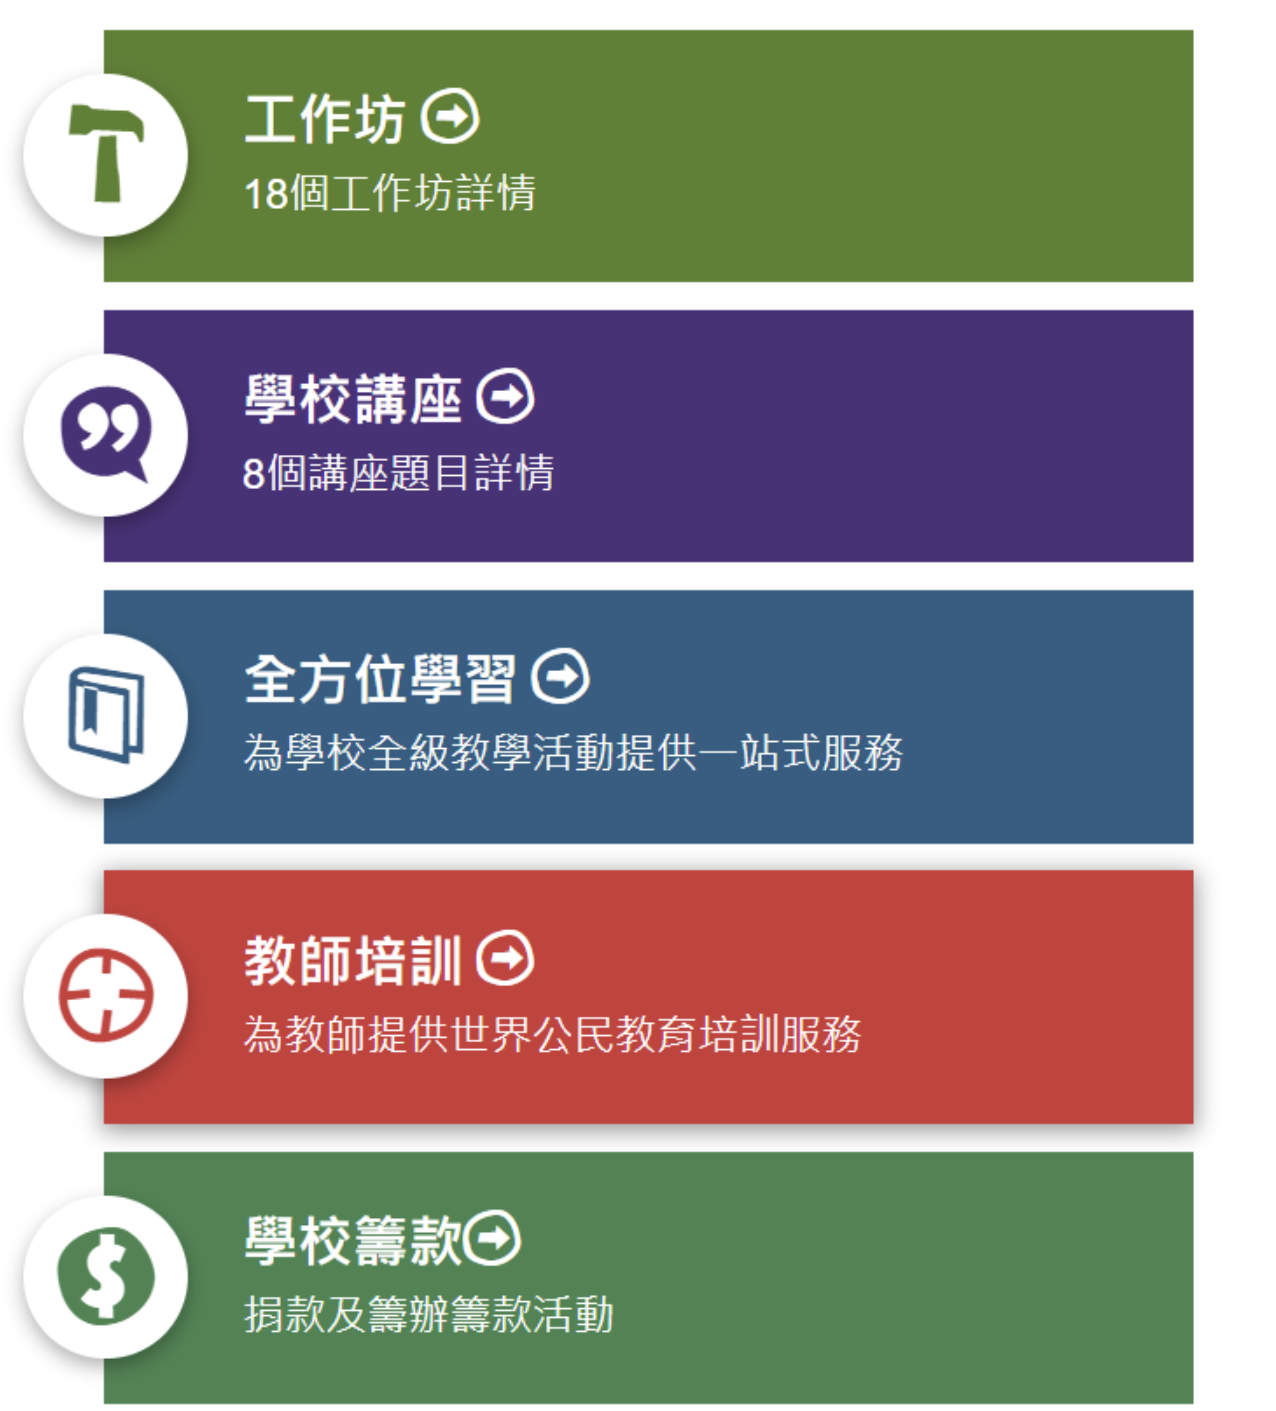 工作坊
18個工作坊詳情
學校講座
8個講座題目詳情
全方位學習
為學校全級教學活動提供一站式服務
教師培訓
為教師提供世界公民教育培訓服務
學校籌款
捐款及籌辦籌款活動